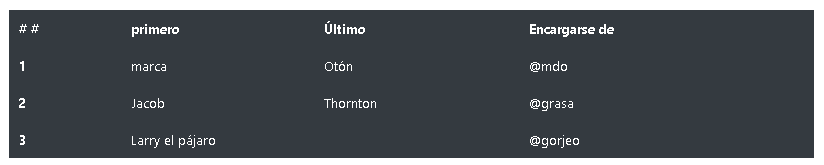 # # primero Último Encargarse de
1 marca Otón @mdo
2 Jacob Thornton @grasa
3 Larry el pájaro @gorjeo